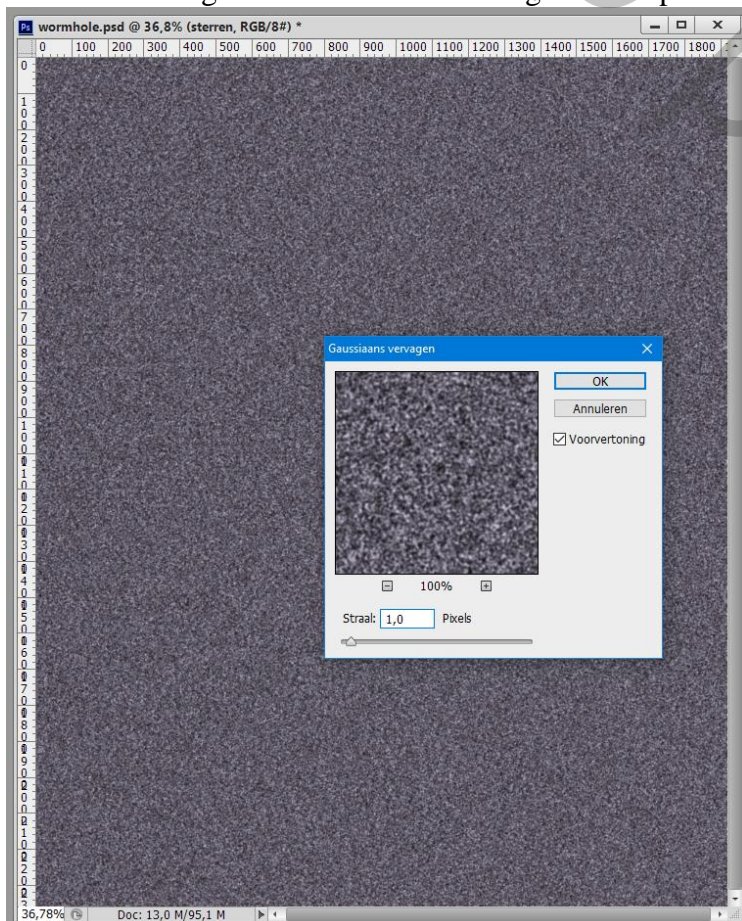 Ps wormhole.psd @ 36,8% (sterren, RGB/8#) *
0 100 200 300 400 500 600 700 800 900 1000 1100 1200 1300 1400 1500 1600 1700 1800
Gaussiaans vervagen
OK
Annuleren
Voorvertoning
100%
Straal: 1,0 Pixels
36,78% Doc: 13,0 M/95,1 M